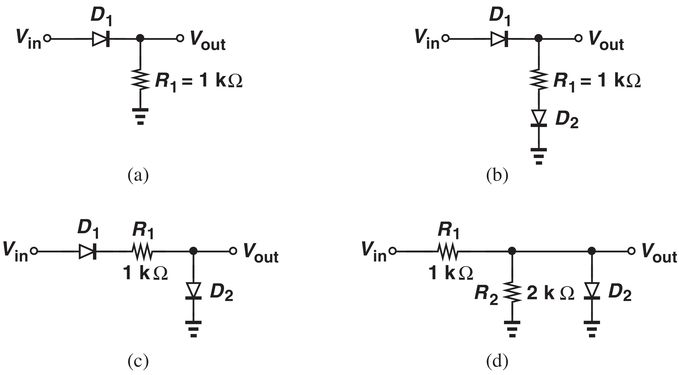 D1
Vin
Vout
R1 = 1 kΩ
(a)
D1
Vin
Vout
R1 = 1 kΩ
D2
(b)
D1
R1
Vin
Vout
1 kΩ
D2
(c)
R1
Vin
Vout
1 kΩ
R2
2 kΩ
D2
(d)